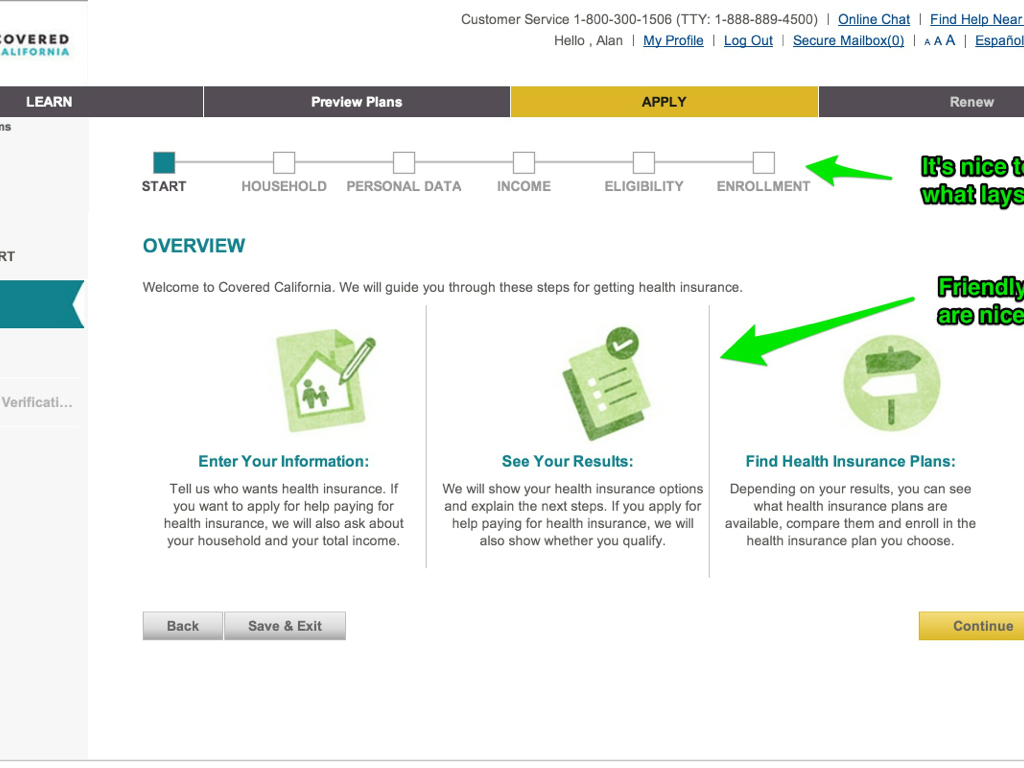 Customer Service 1-800-300-1506 (TTY: 1-888-889-4500) | Online Chat | Find Help Near
Hello , Alan | My Profile | Log Out | Secure Mailbox(0) | A A A | Español
OVERED
ALIFORNIA
LEARN
Preview Plans
APPLY
Renew
ns
START
HOUSEHOLD
PERSONAL DATA
INCOME
ELIGIBILITY
ENROLLMENT
It's nice to
what lays
RT
OVERVIEW
Welcome to Covered California. We will guide you through these steps for getting health insurance.
Friendly
are nice
Verificati...
Enter Your Information:
Tell us who wants health insurance. If
you want to apply for help paying for
health insurance, we will also ask about
your household and your total income.
See Your Results:
We will show your health insurance options
and explain the next steps. If you apply for
help paying for health insurance, we will
also show whether you qualify.
Find Health Insurance Plans:
Depending on your results, you can see
what health insurance plans are
available, compare them and enroll in the
health insurance plan you choose.
Back
Save & Exit
Continue